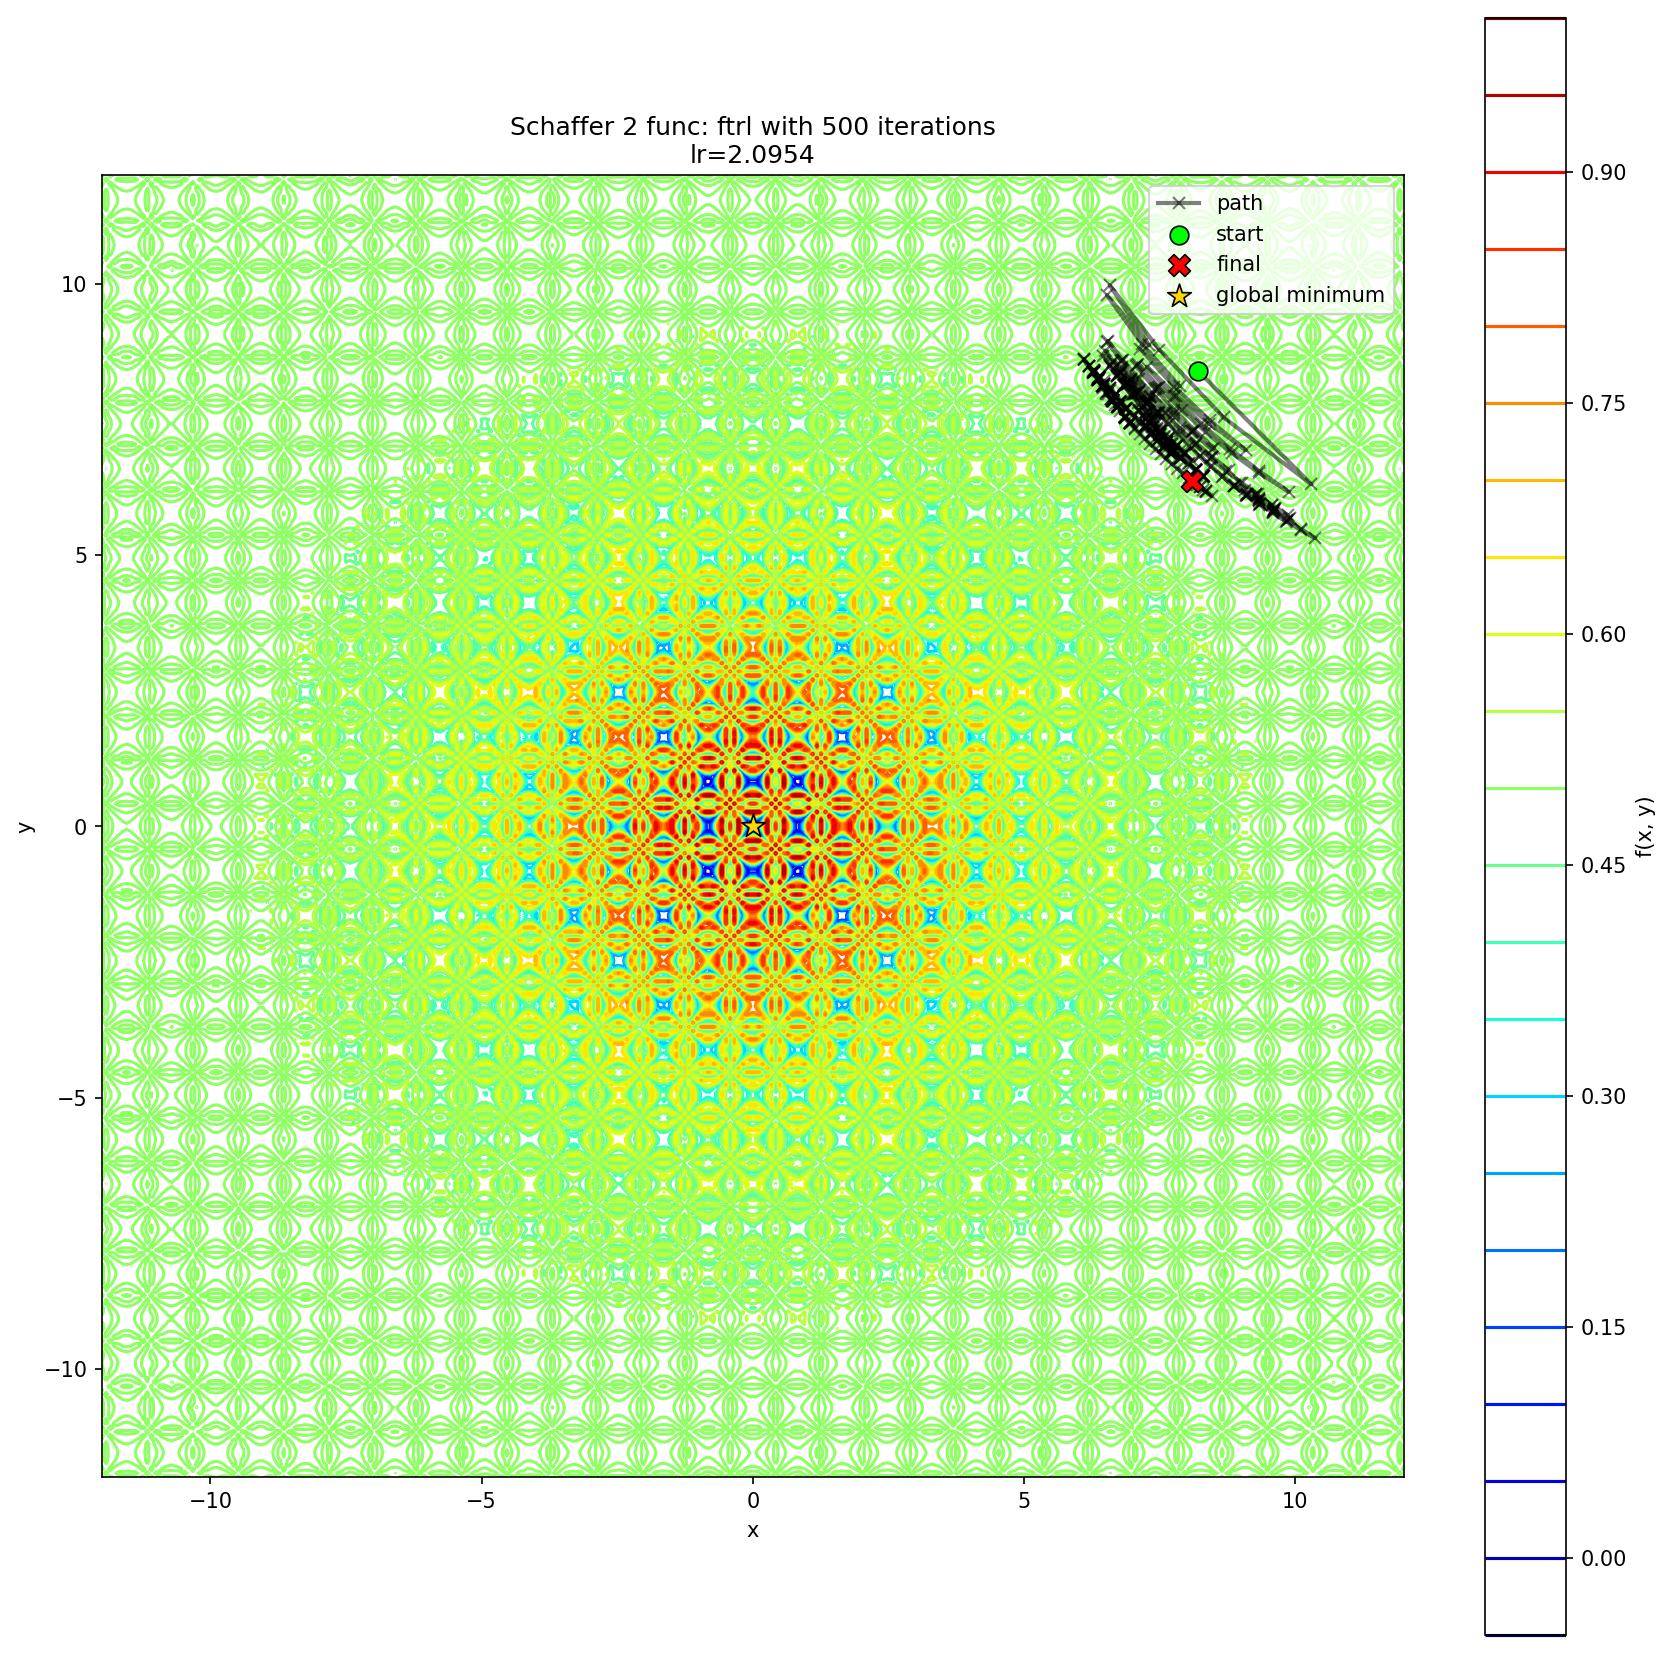 Schaffer 2 func: ftrl with 500 iterations
lr=2.0954
path
start
final
global minimum
10
5
0
−5
−10
y
−10
−5
0
5
10
x
0.90
0.75
0.60
0.45
0.30
0.15
0.00
f(x, y)